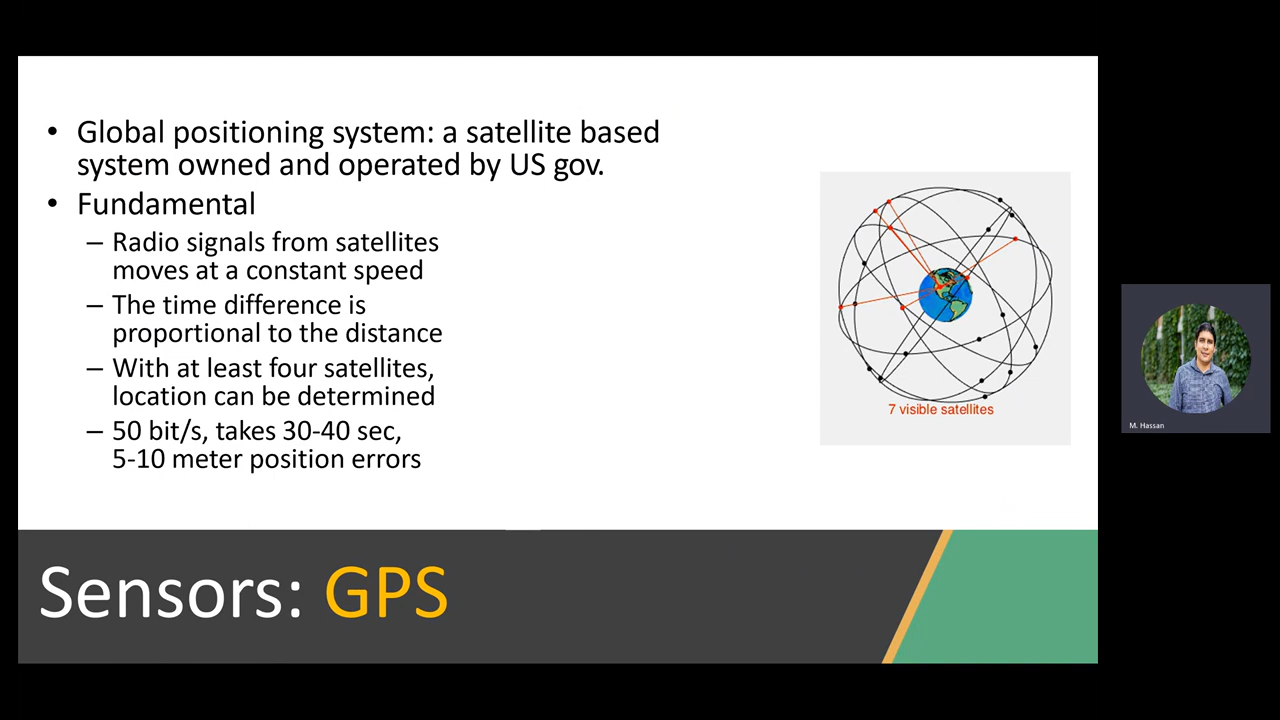 • Global positioning system: a satellite based
system owned and operated by US gov.
• Fundamental
– Radio signals from satellites
moves at a constant speed
– The time difference is
proportional to the distance
– With at least four satellites,
location can be determined
– 50 bit/s, takes 30-40 sec,
5-10 meter position errors
7 visible satellites
M. Hassan
Sensors: GPS